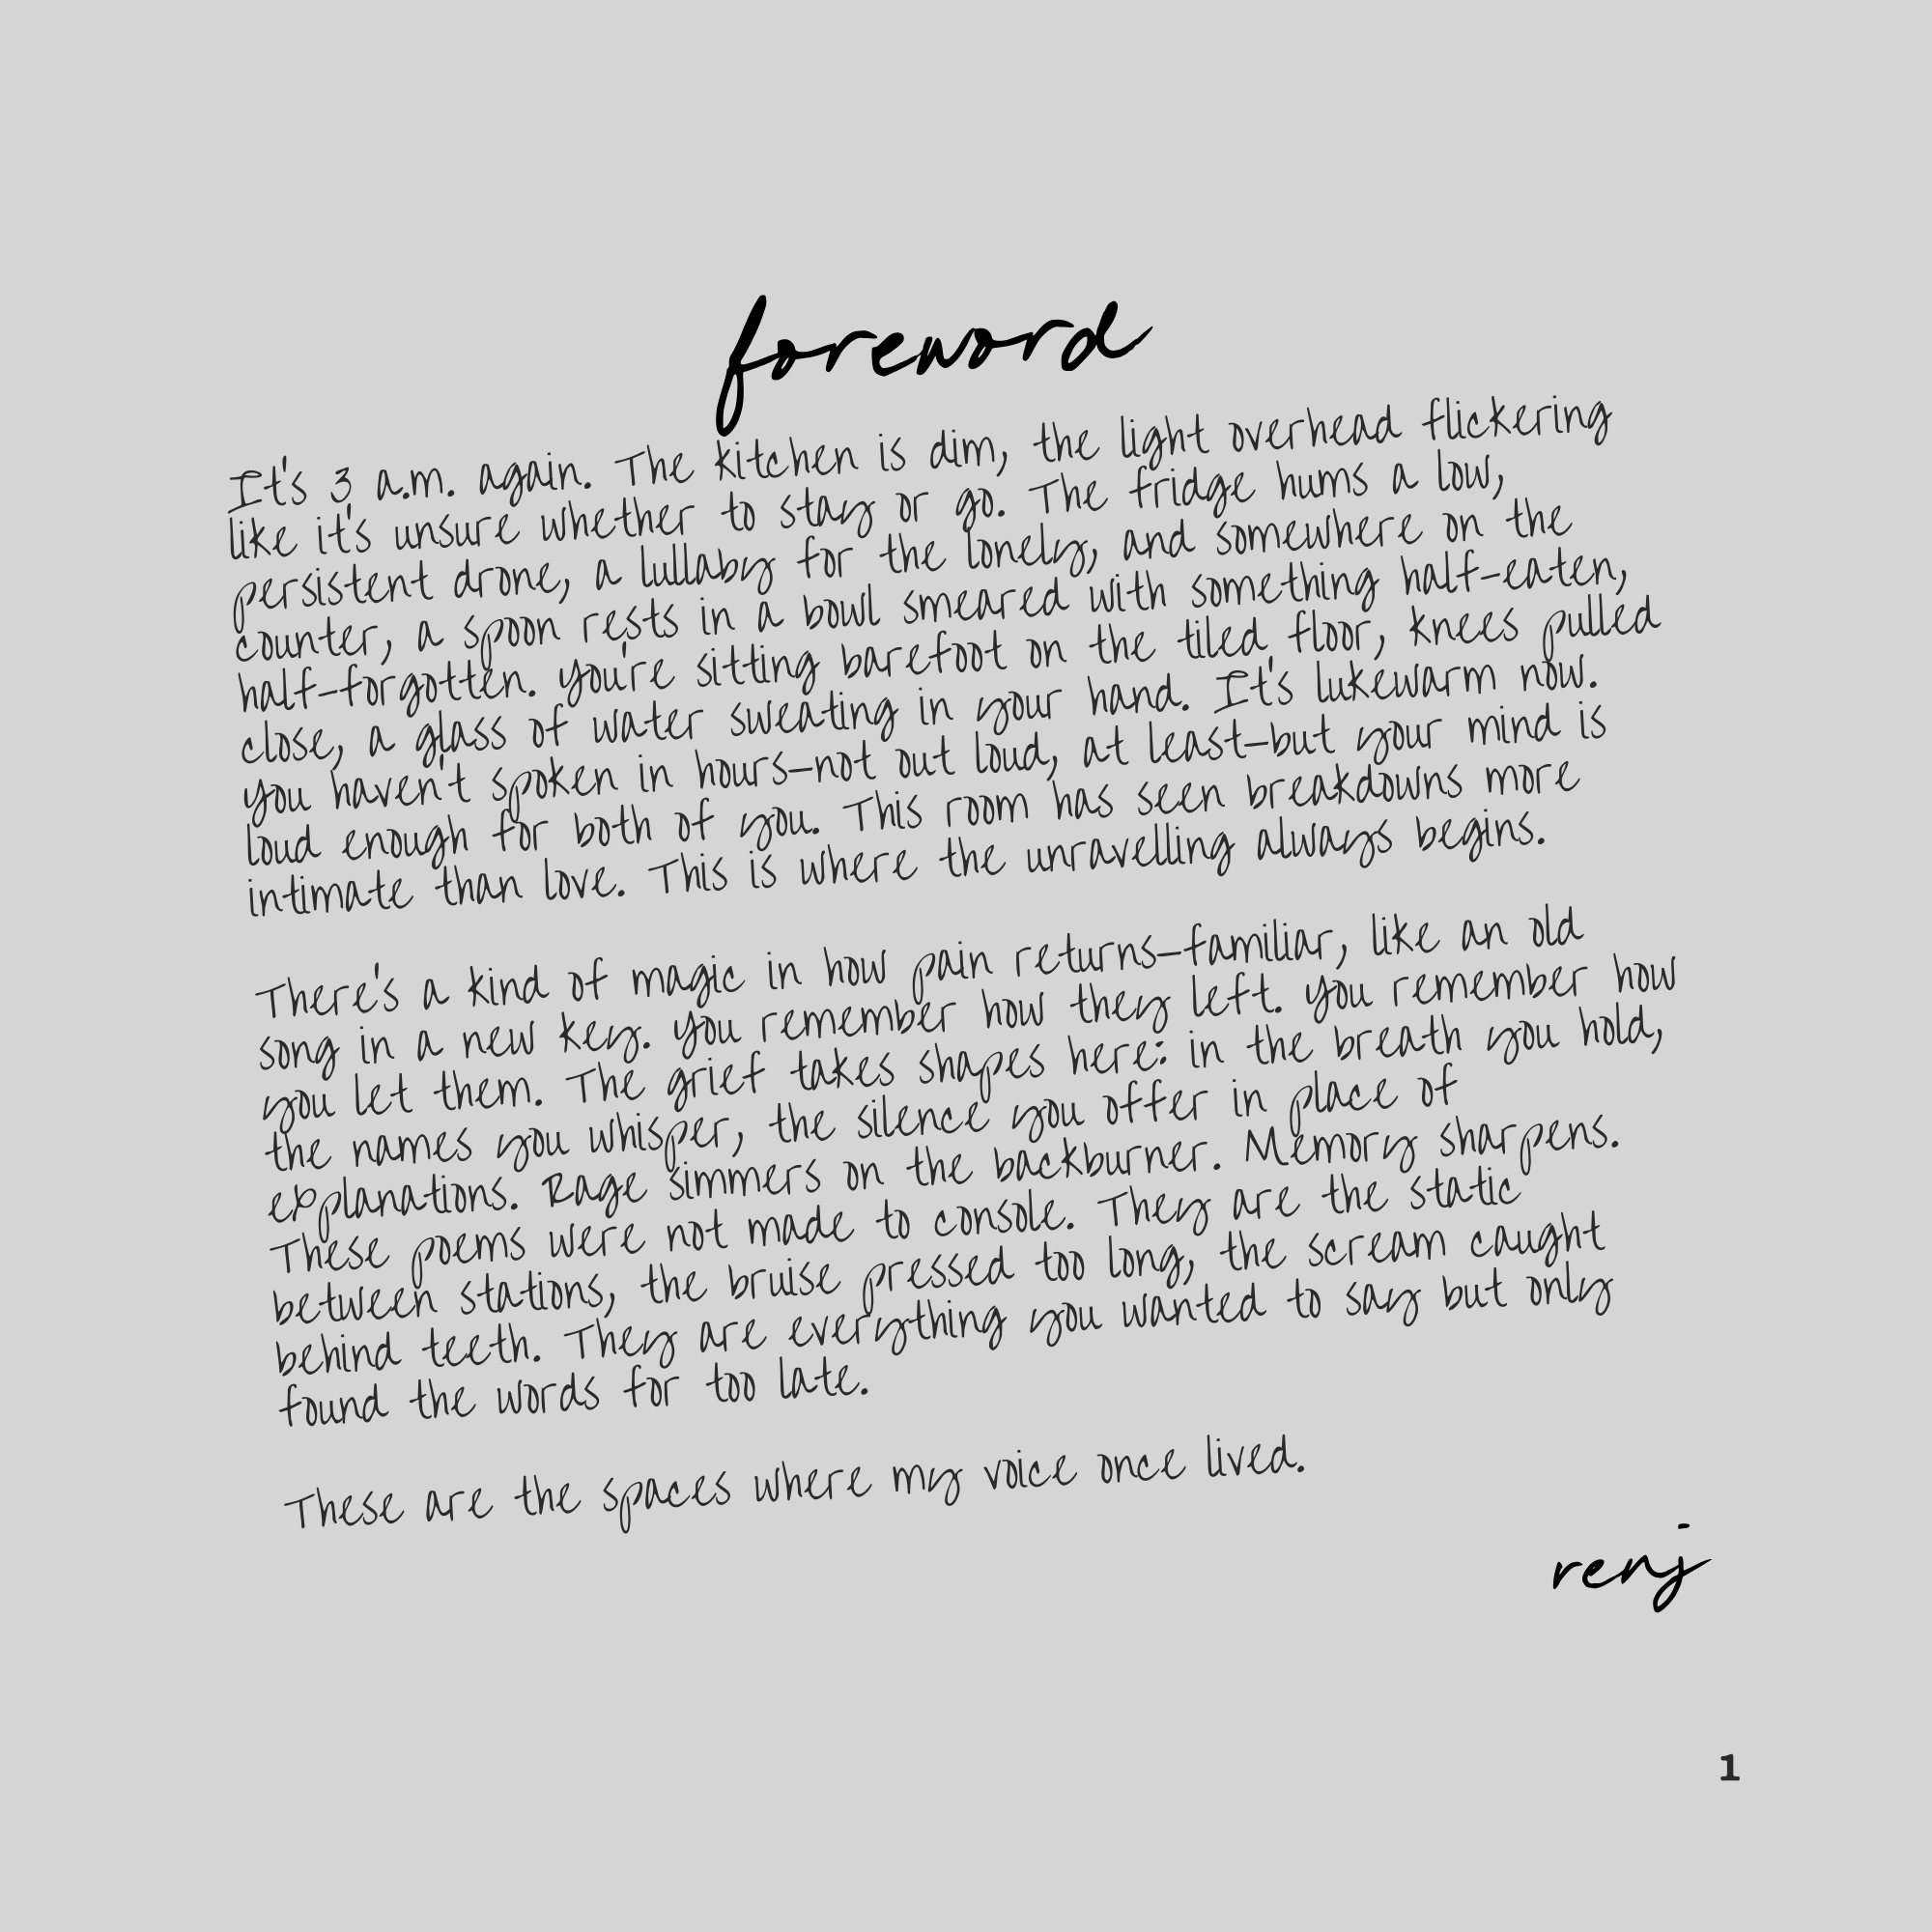 foreword
It's 3 a.m. again. The kitchen is dim, the light overhead flickering
like it's unsure whether to stay or go. The fridge hums a low,
persistent drone, a lullaby for the lonely, and somewhere on the
counter, a spoon rests in a bowl smeared with something half-eaten,
half-forgotten. You're sitting barefoot on the tiled floor, knees pulled
close, a glass of water sweating in your hand. It's lukewarm now.
You haven't spoken in hours—not out loud, at least—but your mind is
loud enough for both of you. This room has seen breakdowns more
intimate than love. This is where the unravelling always begins.
There's a kind of magic in how pain returns—familiar, like an old
song in a new key. You remember how they left. You remember how
you let them. The grief takes shapes here: in the breath you hold,
the names you whisper, the silence you offer in place of
explanations. Rage simmers on the backburner. Memory sharpens.
These poems were not made to console. They are the static
between stations, the bruise pressed too long, the scream caught
behind teeth. They are everything you wanted to say but only
found the words for too late.
These are the spaces where my voice once lived.
renj
1